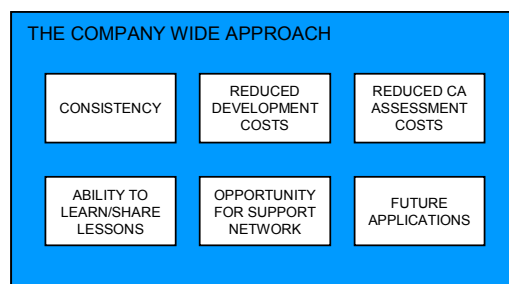 THE COMPANY WIDE APPROACH
CONSISTENCY
REDUCED
DEVELOPMENT
COSTS
REDUCED CA
ASSESSMENT
COSTS
ABILITY TO
LEARN/SHARE
LESSONS
OPPORTUNITY
FOR SUPPORT
NETWORK
FUTURE
APPLICATIONS